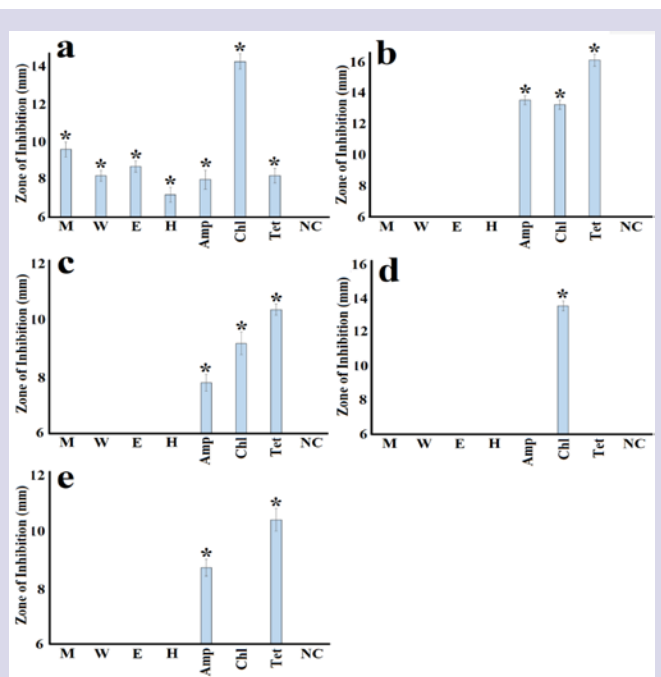 a
Zone of Inhibition (mm)
14
12
10
8
6
* * * * * * *
M W E H Amp Chl Tet NC
b
Zone of Inhibition (mm)
16
14
12
10
8
6
* * *
M W E H Amp Chl Tet NC
c
Zone of Inhibition (mm)
12
10
8
6
* * *
M W E H Amp Chl Tet NC
d
Zone of Inhibition (mm)
16
14
12
10
8
6
*
M W E H Amp Chl Tet NC
e
Zone of Inhibition (mm)
12
10
8
6
* *
M W E H Amp Chl Tet NC